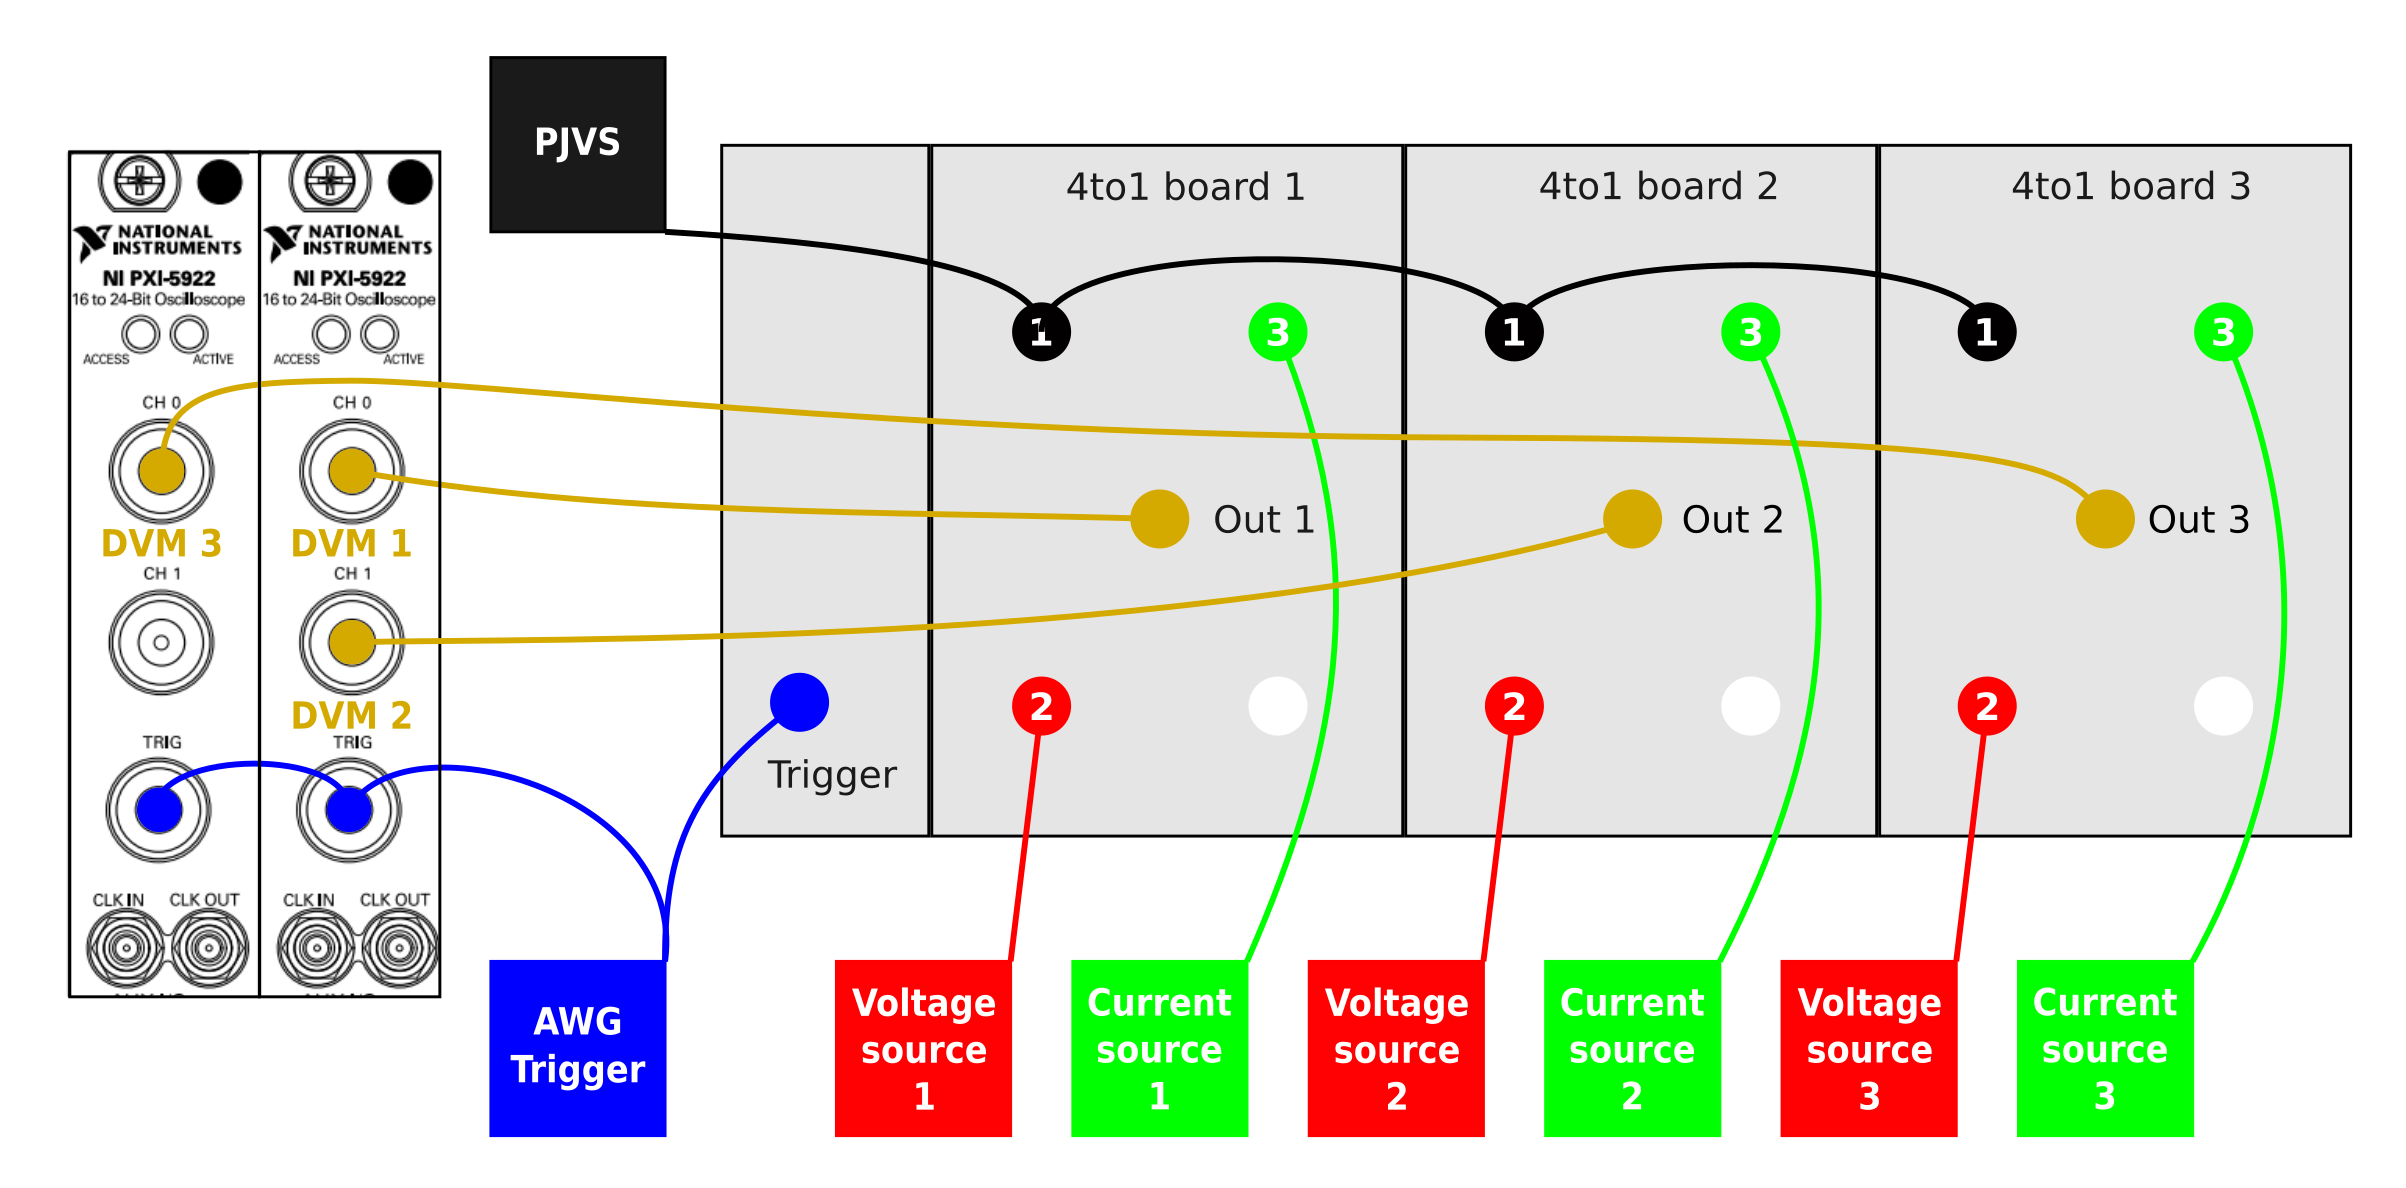 PJVS
NATIONAL
INSTRUMENTS
NI PXI-5922
16 to 24-Bit Oscilloscope
ACCESS
ACTIVE
CH 0
DVM 3
CH 1
TRIG
CLK IN
CLK OUT
NATIONAL
INSTRUMENTS
NI PXI-5922
16 to 24-Bit Oscilloscope
ACCESS
ACTIVE
CH 0
DVM 1
CH 1
DVM 2
TRIG
CLK IN
CLK OUT
AWG
Trigger
Trigger
4to1 board 1
1
3
Out 1
2
4to1 board 2
1
3
Out 2
2
4to1 board 3
1
3
Out 3
2
Voltage
source
1
Current
source
1
Voltage
source
2
Current
source
2
Voltage
source
3
Current
source
3